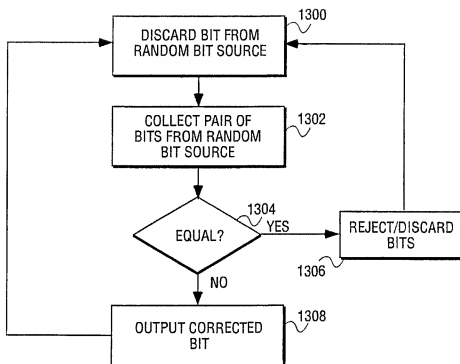 1300
DISCARD BIT FROM
RANDOM BIT SOURCE
1302
COLLECT PAIR OF
BITS FROM RANDOM
BIT SOURCE
1304
EQUAL?
YES
REJECT/DISCARD
BITS
1306
NO
1308
OUTPUT CORRECTED
BIT